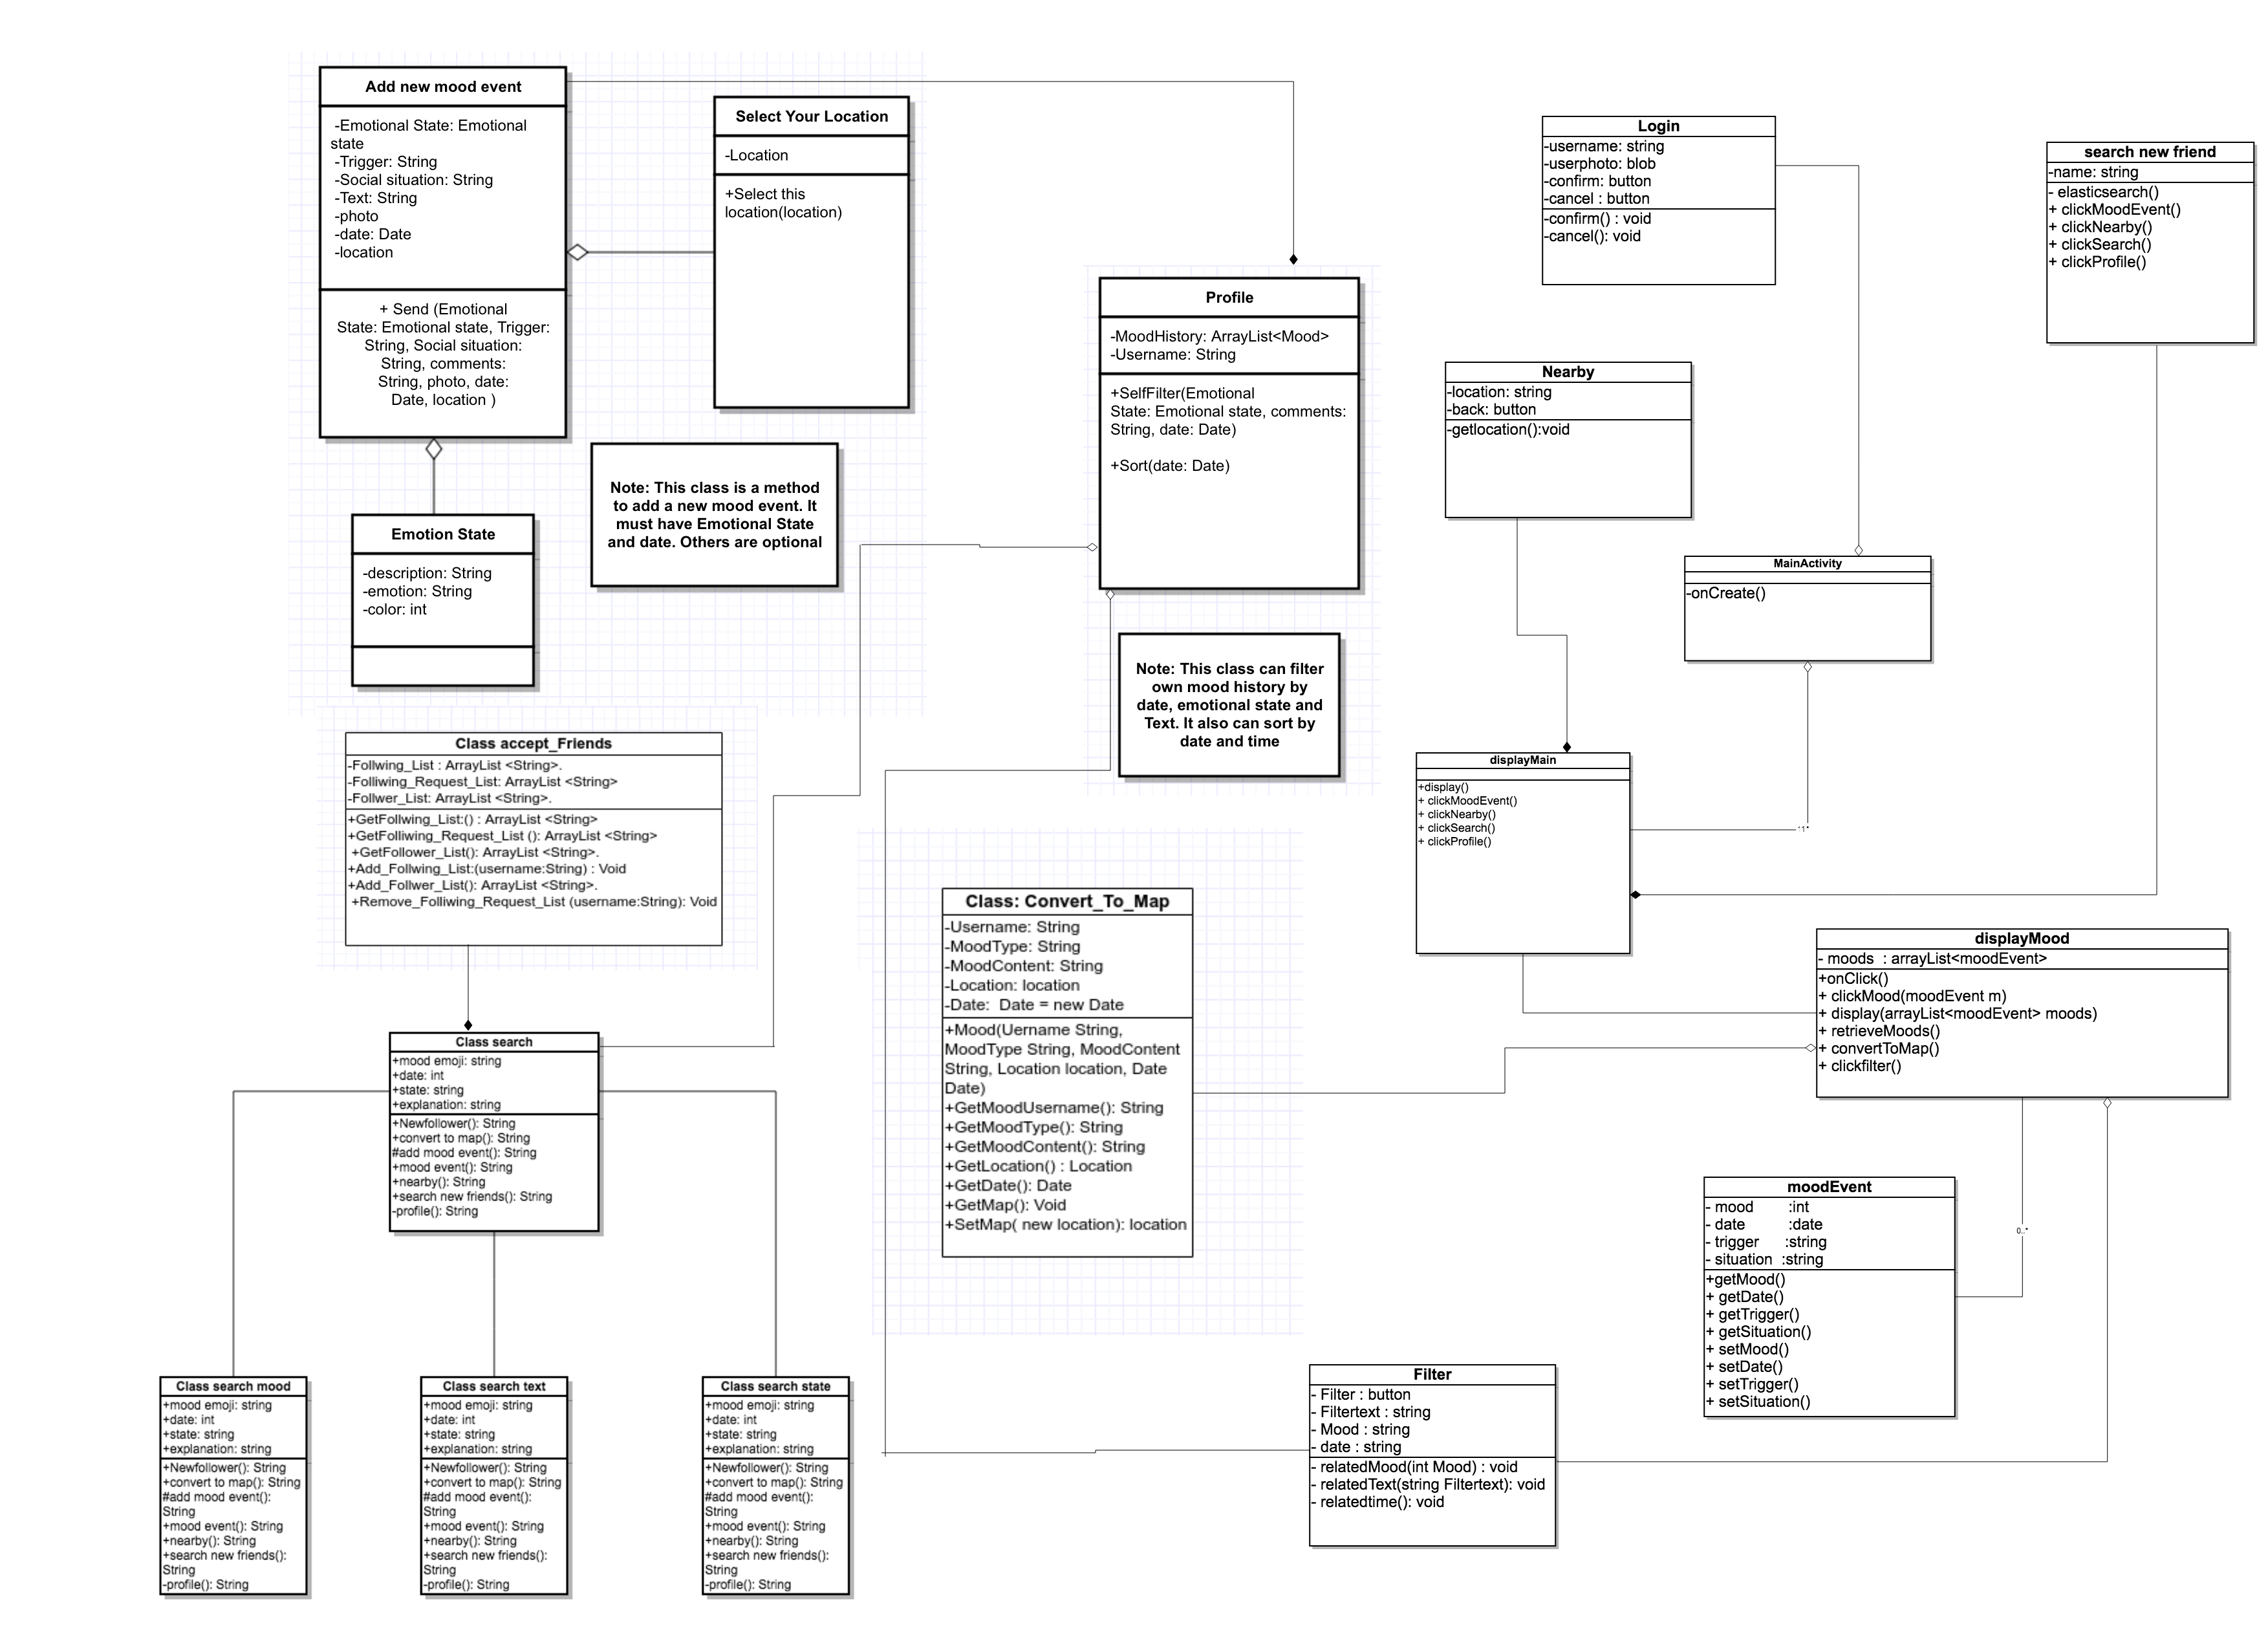 Add new mood event
-Emotional State: Emotional
state
-Trigger: String
-Social situation: String
-Text: String
-photo
-date: Date
-location
+ Send (Emotional
State: Emotional state, Trigger:
String, Social situation:
String, comments:
String, photo, date:
Date, location )
Select Your Location
-Location
+Select this
location(location)
Emotion State
-description: String
-emotion: String
-color: int
Note: This class is a method
to add a new mood event. It
must have Emotional State
and date. Others are optional
Profile
-MoodHistory: ArrayList<Mood>
-Username: String
+SelfFilter(Emotional
State: Emotional state, comments:
String, date: Date)
+Sort(date: Date)
Note: This class can filter
own mood history by
date, emotional state and
Text. It also can sort by
date and time
Login
-username: string
-userphoto: blob
-confirm: button
-cancel : button
-confirm() : void
-cancel(): void
search new friend
-name: string
- elasticsearch()
+ clickMoodEvent()
+ clickNearby()
+ clickSearch()
+ clickProfile()
Nearby
-location: string
-back: button
-getlocation():void
MainActivity
-onCreate()
displayMain
+display()
+ clickMoodEvent()
+ clickNearby()
+ clickSearch()
+ clickProfile()
Class accept_Friends
-Follwing_List : ArrayList <String>.
-Folliwing_Request_List: ArrayList <String>
-Follwer_List: ArrayList <String>.
+GetFollwing_List:() : ArrayList <String>
+GetFolliwing_Request_List (): ArrayList <String>
+GetFollower_List(): ArrayList <String>.
+Add_Follwing_List:(username:String) : Void
+Add_Follwer_List(): ArrayList <String>.
+Remove_Folliwing_Request_List (username:String): Void
Class: Convert_To_Map
-Username: String
-MoodType: String
-MoodContent: String
-Location: location
-Date:  Date = new Date
+Mood(Uername String,
MoodType String, MoodContent
String, Location location, Date
Date)
+GetMoodUsername(): String
+GetMoodType(): String
+GetMoodContent(): String
+GetLocation() : Location
+GetDate(): Date
+GetMap(): Void
+SetMap( new location): location
displayMood
- moods  : arrayList<moodEvent>
+onClick()
+ clickMood(moodEvent m)
+ display(arrayList<moodEvent> moods)
+ retrieveMoods()
+ convertToMap()
+ clickfilter()
Class search
+mood emoji: string
+date: int
+state: string
+explanation: string
+Newfollower(): String
+convert to map(): String
#add mood event(): String
+mood event(): String
+nearby(): String
+search new friends(): String
-profile(): String
moodEvent
- mood :int
- date :date
- trigger :string
- situation :string
+getMood()
+ getDate()
+ getTrigger()
+ getSituation()
+ setMood()
+ setDate()
+ setTrigger()
+ setSituation()
0..*
Class search mood
+mood emoji: string
+date: int
+state: string
+explanation: string
+Newfollower(): String
+convert to map(): String
#add mood event():
String
+mood event(): String
+nearby(): String
+search new friends():
String
-profile(): String
Class search text
+mood emoji: string
+date: int
+state: string
+explanation: string
+Newfollower(): String
+convert to map(): String
#add mood event():
String
+mood event(): String
+nearby(): String
+search new friends():
String
-profile(): String
Class search state
+mood emoji: string
+date: int
+state: string
+explanation: string
+Newfollower(): String
+convert to map(): String
#add mood event():
String
+mood event(): String
+nearby(): String
+search new friends():
String
-profile(): String
Filter
- Filter : button
- Filtertext : string
- Mood : string
- date : string
- relatedMood(int Mood) : void
- relatedText(string Filtertext): void
- relatedtime(): void